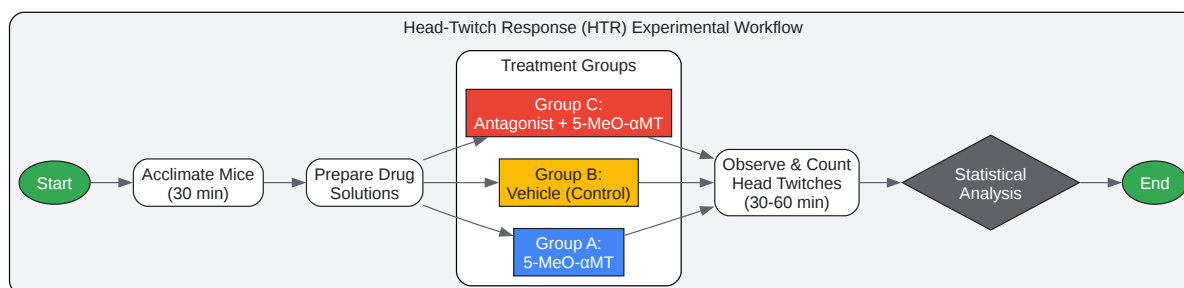 Head-Twitch Response (HTR) Experimental Workflow
Treatment Groups
Start
Acclimate Mice
(30 min)
Prepare Drug
Solutions
Group C:
Antagonist + 5-MeO-αMT
Group B:
Vehicle (Control)
Group A:
5-MeO-αMT
Observe & Count
Head Twitches
(30-60 min)
Statistical
Analysis
End